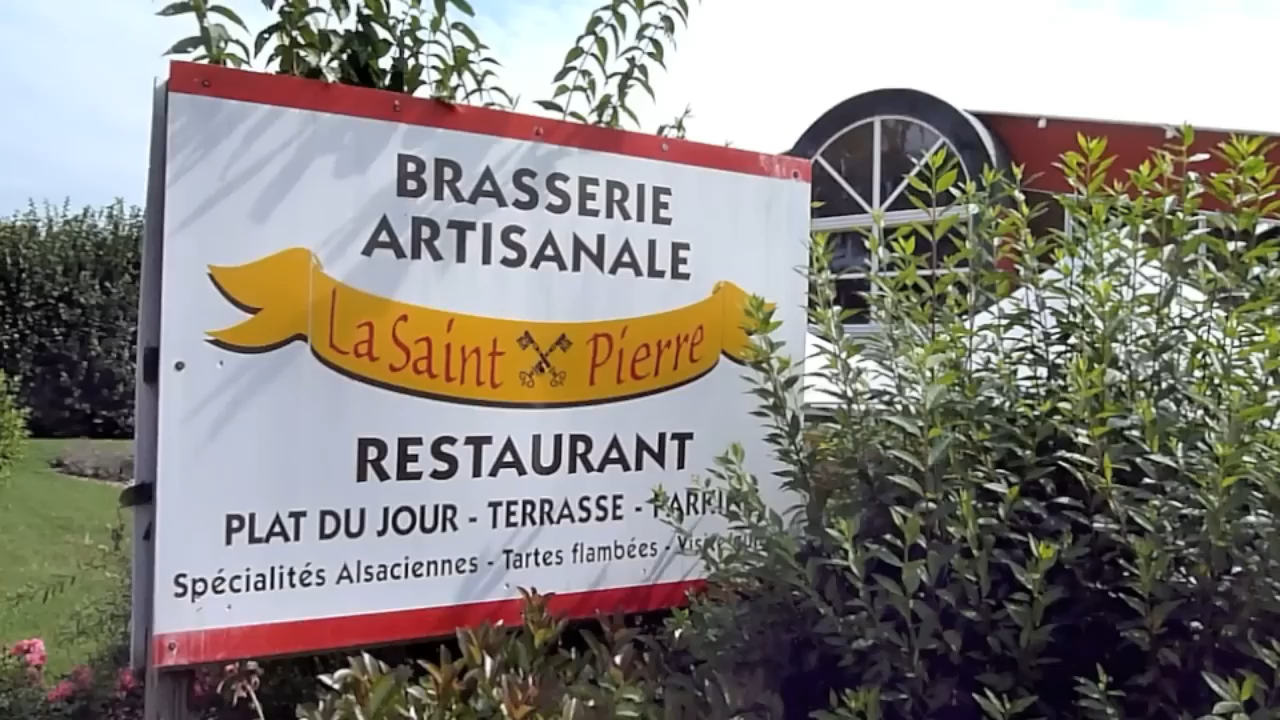 BRASSERIE
ARTISANALE
La Saint Pierre
RESTAURANT
PLAT DU JOUR - TERRASSE -
Spécialités Alsaciennes - Tartes flambées -